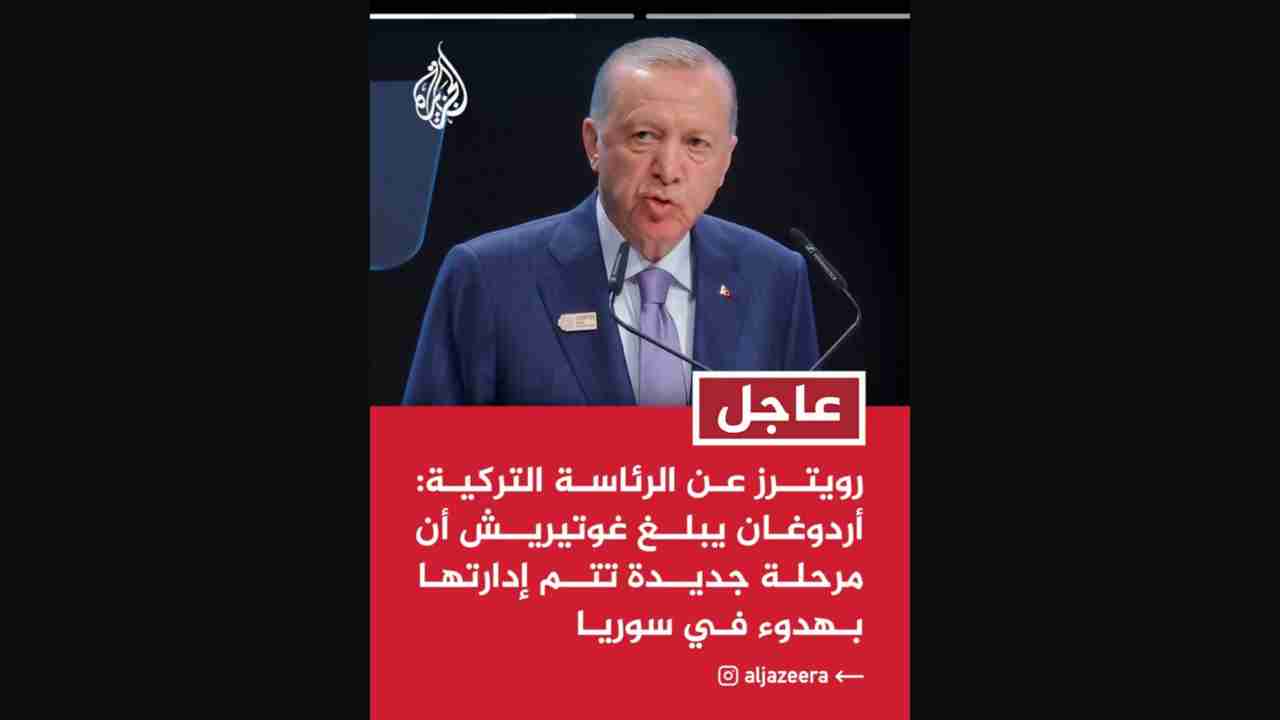 الجزيرة
عاجل
رويترز عن الرئاسة التركية:
أردوغان يبلغ غوتيريش أن
مرحلة جديدة تتم إدارتها
بهدوء في سوريا
aljazeera